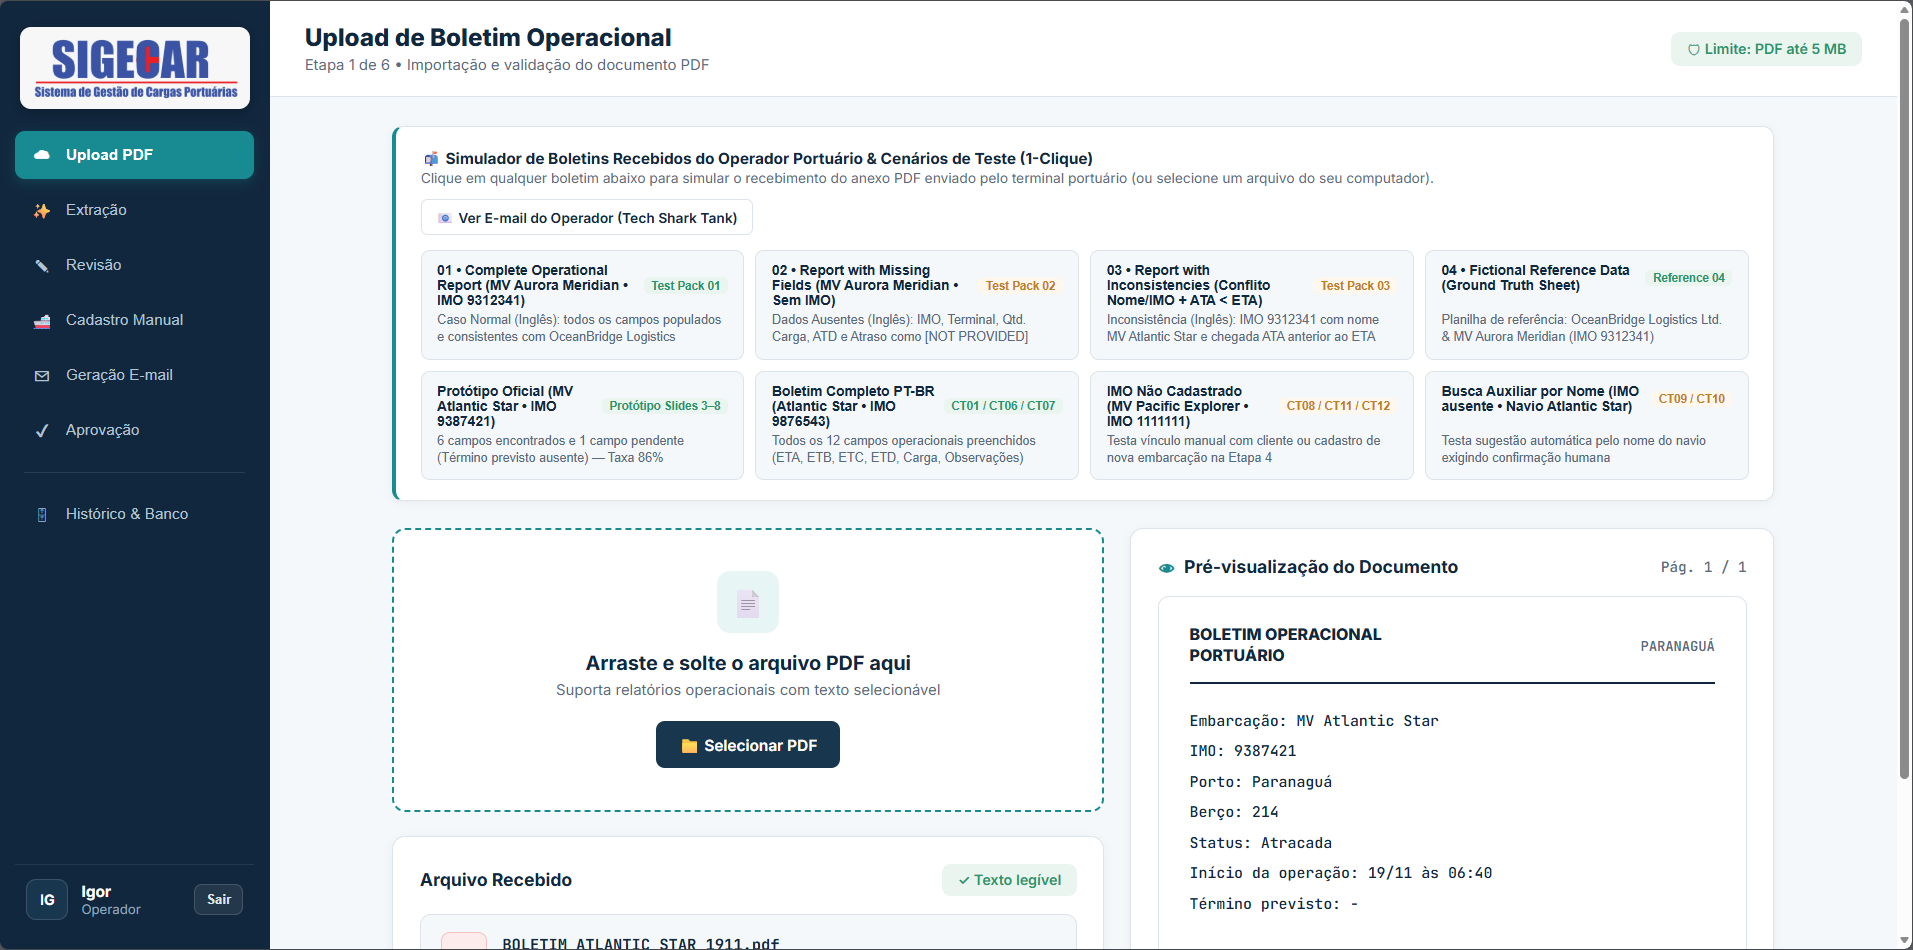 SIGECAR
Sistema de Gestão de Cargas Portuárias
Upload PDF
Extração
Revisão
Cadastro Manual
Geração E-mail
Aprovação
Histórico & Banco
IG
Igor
Operador
Sair
Upload de Boletim Operacional
Etapa 1 de 6 • Importação e validação do documento PDF
Limite: PDF até 5 MB
Simulador de Boletins Recebidos do Operador Portuário & Cenários de Teste (1-Clique)
Clique em qualquer boletim abaixo para simular o recebimento do anexo PDF enviado pelo terminal portuário (ou selecione um arquivo do seu computador).
Ver E-mail do Operador (Tech Shark Tank)
01 • Complete Operational
Report (MV Aurora Meridian •
IMO 9312341)
Test Pack 01
Caso Normal (Inglês): todos os campos populados
e consistentes com OceanBridge Logistics
02 • Report with Missing
Fields (MV Aurora Meridian •
Sem IMO)
Test Pack 02
Dados Ausentes (Inglês): IMO, Terminal, Qtd.
Carga, ATD e Atraso como [NOT PROVIDED]
03 • Report with
Inconsistencies (Conflito
Nome/IMO + ATA < ETA)
Test Pack 03
Inconsistência (Inglês): IMO 9312341 com nome
MV Atlantic Star e chegada ATA anterior ao ETA
04 • Fictional Reference Data
(Ground Truth Sheet)
Reference 04
Planilha de referência: OceanBridge Logistics Ltd.
& MV Aurora Meridian (IMO 9312341)
Protótipo Oficial (MV
Atlantic Star • IMO
9387421)
Protótipo Slides 3–8
6 campos encontrados e 1 campo pendente
(Término previsto ausente) — Taxa 86%
Boletim Completo PT-BR
(Atlantic Star • IMO
9876543)
CT01 / CT06 / CT07
Todos os 12 campos operacionais preenchidos
(ETA, ETB, ETC, ETD, Carga, Observações)
IMO Não Cadastrado
(MV Pacific Explorer •
IMO 1111111)
CT08 / CT11 / CT12
Testa vínculo manual com cliente ou cadastro de
nova embarcação na Etapa 4
Busca Auxiliar por Nome (IMO
ausente • Navio Atlantic Star)
CT09 / CT10
Testa sugestão automática pelo nome do navio
exigindo confirmação humana
Arraste e solte o arquivo PDF aqui
Suporta relatórios operacionais com texto selecionável
Selecionar PDF
Arquivo Recebido
✓ Texto legível
BOLETIM_ATLANTIC_STAR_1911.pdf
Pré-visualização do Documento
Pág. 1 / 1
BOLETIM OPERACIONAL
PORTUÁRIO
PARANAGUÁ
Embarcação: MV Atlantic Star
IMO: 9387421
Porto: Paranaguá
Berço: 214
Status: Atracada
Início da operação: 19/11 às 06:40
Término previsto: -